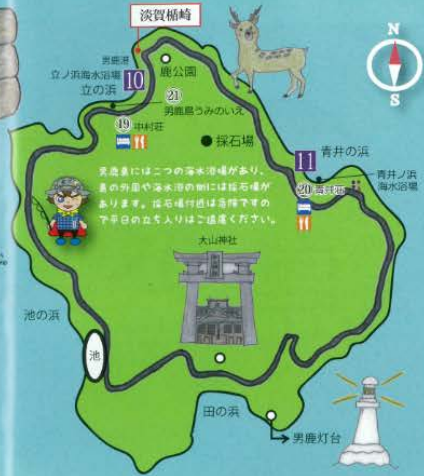 淡賀楯崎
N
S
男鹿港
立ノ浜海水浴場
10
立の浜
鹿公園
21
男鹿島うみのいえ
19
中村荘
採石場
11
青井の浜
20
青井ノ浜
海水浴場
男鹿島には二つの海水浴場があり、
島の外周や海水浴の側には採石場が
あります。採石場付近は危険ですの
で平日の立ち入りはご遠慮ください。
大山神社
池の浜
池
田の浜
男鹿灯台